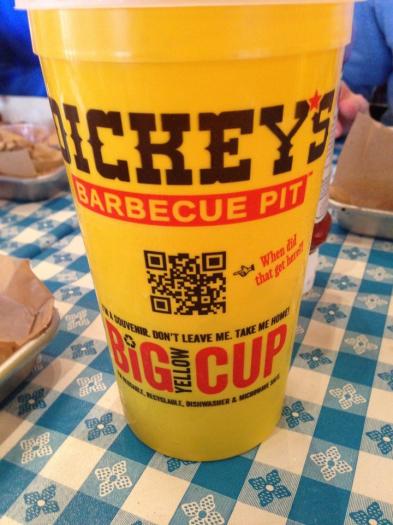 DICKEY'S
BARBECUE PIT™
When did
that get here??
I'M A SOUVENIR. DON'T LEAVE ME. TAKE ME HOME!
BiG YELLOW CUP
REUSABLE, RECYCLABLE, DISHWASHER & MICROWAVE SAFE